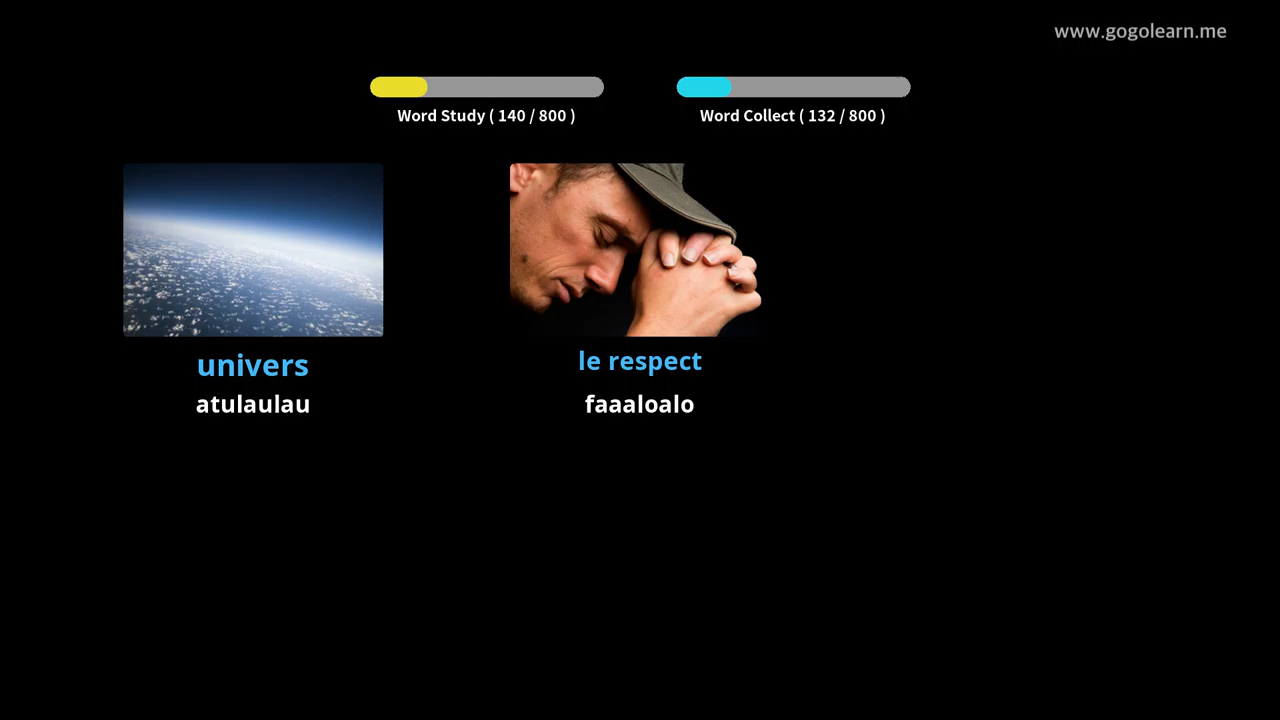 www.gogolearn.me
Word Study ( 140 / 800 )
Word Collect ( 132 / 800 )
univers
atulaulau
le respect
faaaloalo